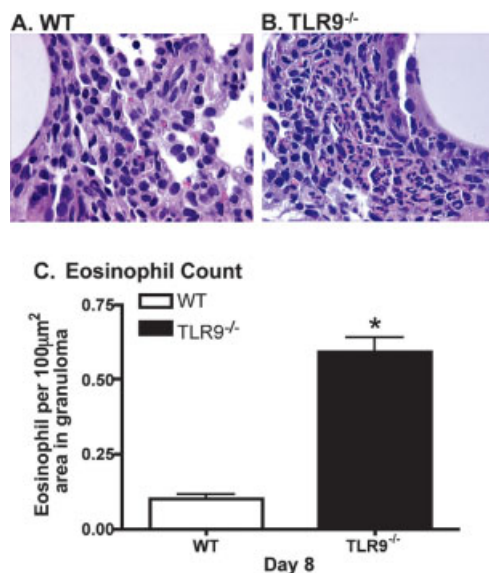 A. WT
B. TLR9⁻/⁻
C. Eosinophil Count
WT
TLR9⁻/⁻
*
Eosinophil per 100μm²
area in granuloma
0.75
0.50
0.25
0.00
WT
TLR9⁻/⁻
Day 8